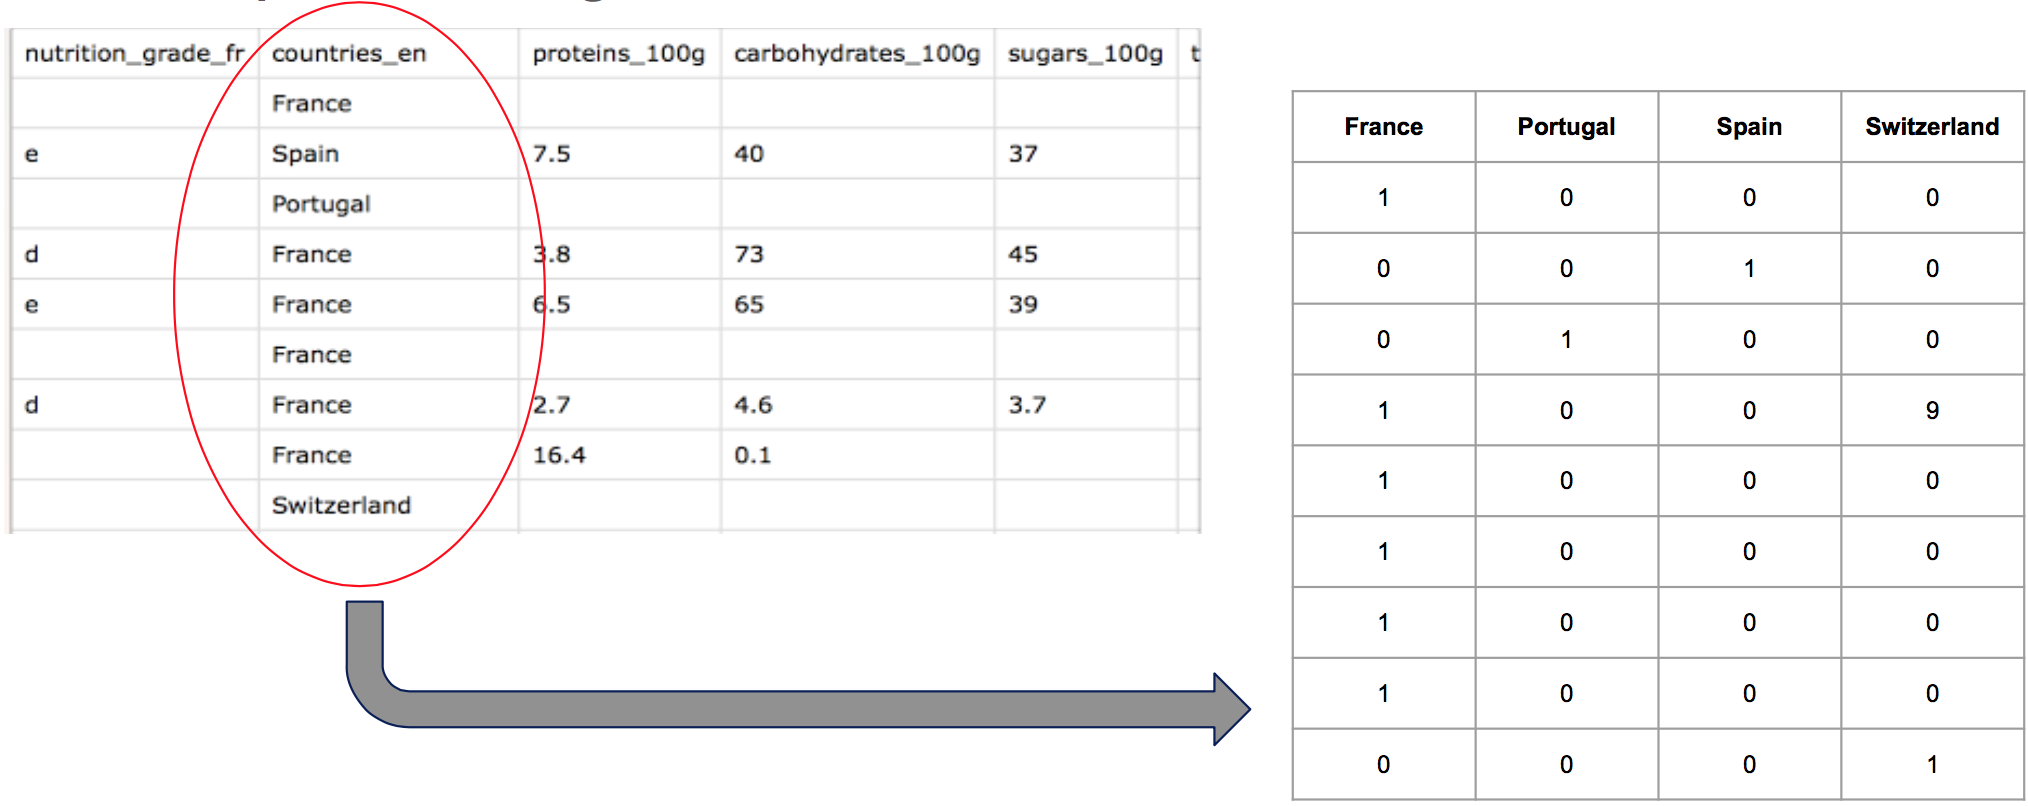 nutrition_grade_fr countries_en proteins_100g carbohydrates_100g sugars_100g t
France
e Spain 7.5 40 37
Portugal
d France 3.8 73 45
e France 6.5 65 39
France
d France 2.7 4.6 3.7
France 16.4 0.1
Switzerland
France Portugal Spain Switzerland
1 0 0 0
0 0 1 0
0 1 0 0
1 0 0 9
1 0 0 0
1 0 0 0
1 0 0 0
1 0 0 0
0 0 0 1